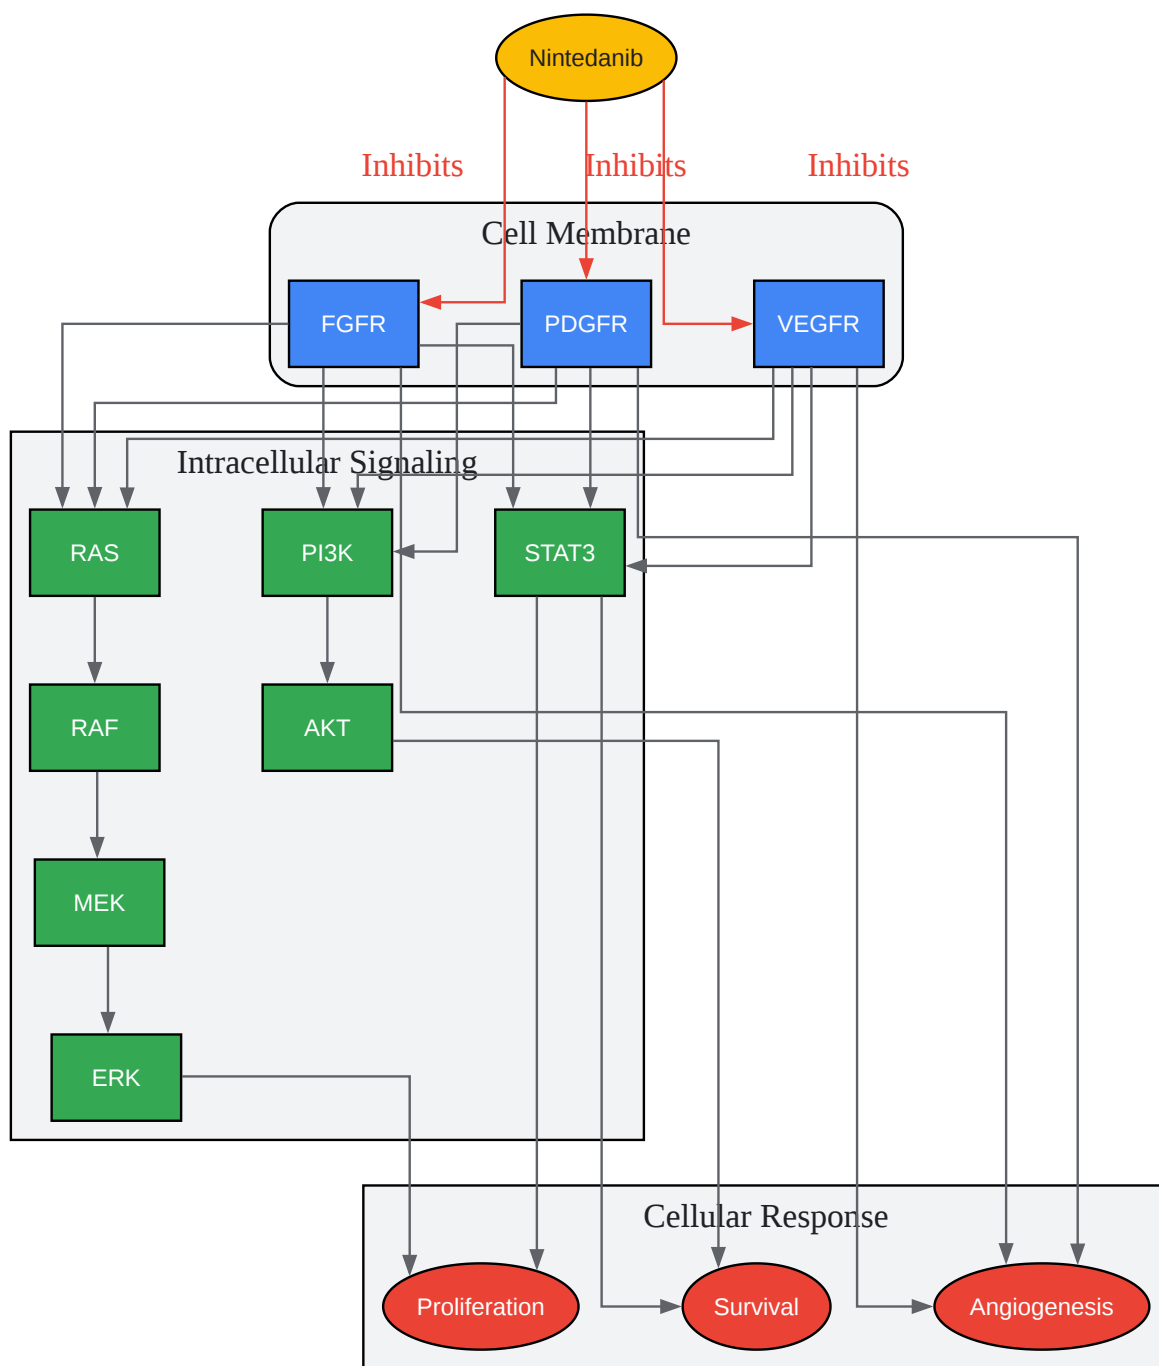 Nintedanib
Inhibits
Inhibits
Inhibits
Cell Membrane
FGFR
PDGFR
VEGFR
Intracellular Signaling
RAS
PI3K
STAT3
RAF
AKT
MEK
ERK
Cellular Response
Proliferation
Survival
Angiogenesis